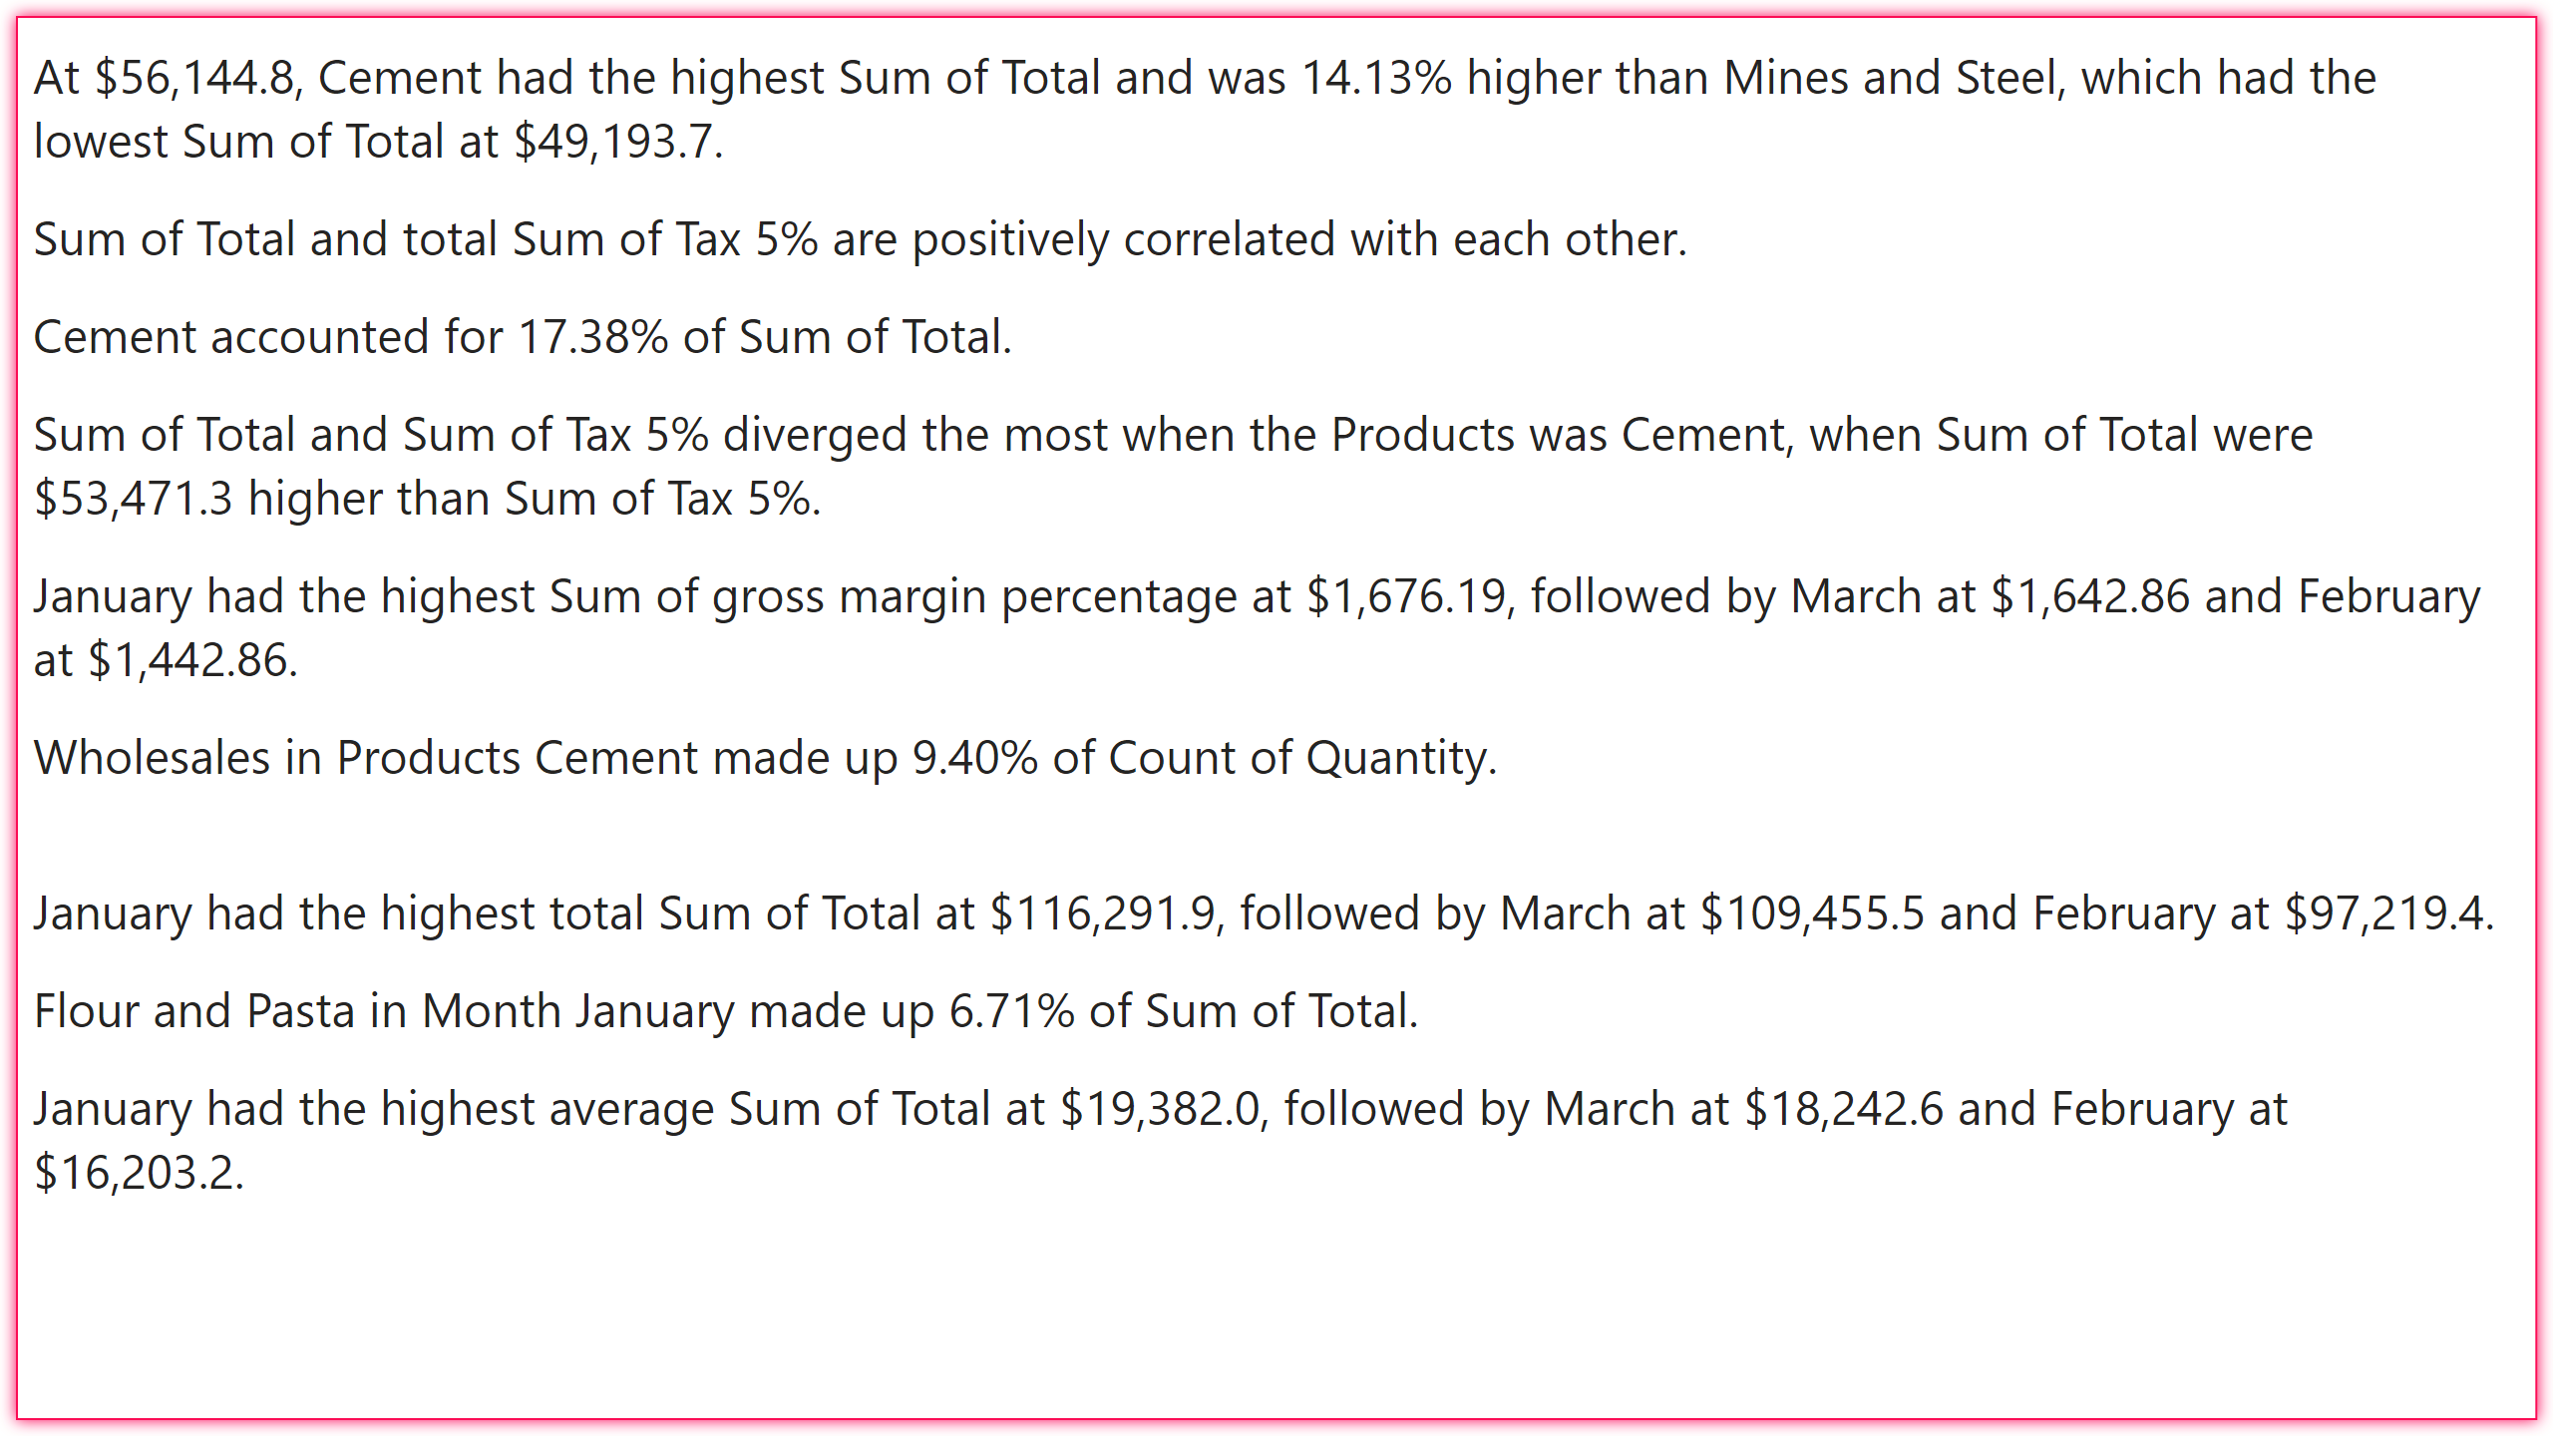 At $56,144.8, Cement had the highest Sum of Total and was 14.13% higher than Mines and Steel, which had the
lowest Sum of Total at $49,193.7.
Sum of Total and total Sum of Tax 5% are positively correlated with each other.
Cement accounted for 17.38% of Sum of Total.
Sum of Total and Sum of Tax 5% diverged the most when the Products was Cement, when Sum of Total were
$53,471.3 higher than Sum of Tax 5%.
January had the highest Sum of gross margin percentage at $1,676.19, followed by March at $1,642.86 and February
at $1,442.86.
Wholesales in Products Cement made up 9.40% of Count of Quantity.
January had the highest total Sum of Total at $116,291.9, followed by March at $109,455.5 and February at $97,219.4.
Flour and Pasta in Month January made up 6.71% of Sum of Total.
January had the highest average Sum of Total at $19,382.0, followed by March at $18,242.6 and February at
$16,203.2.